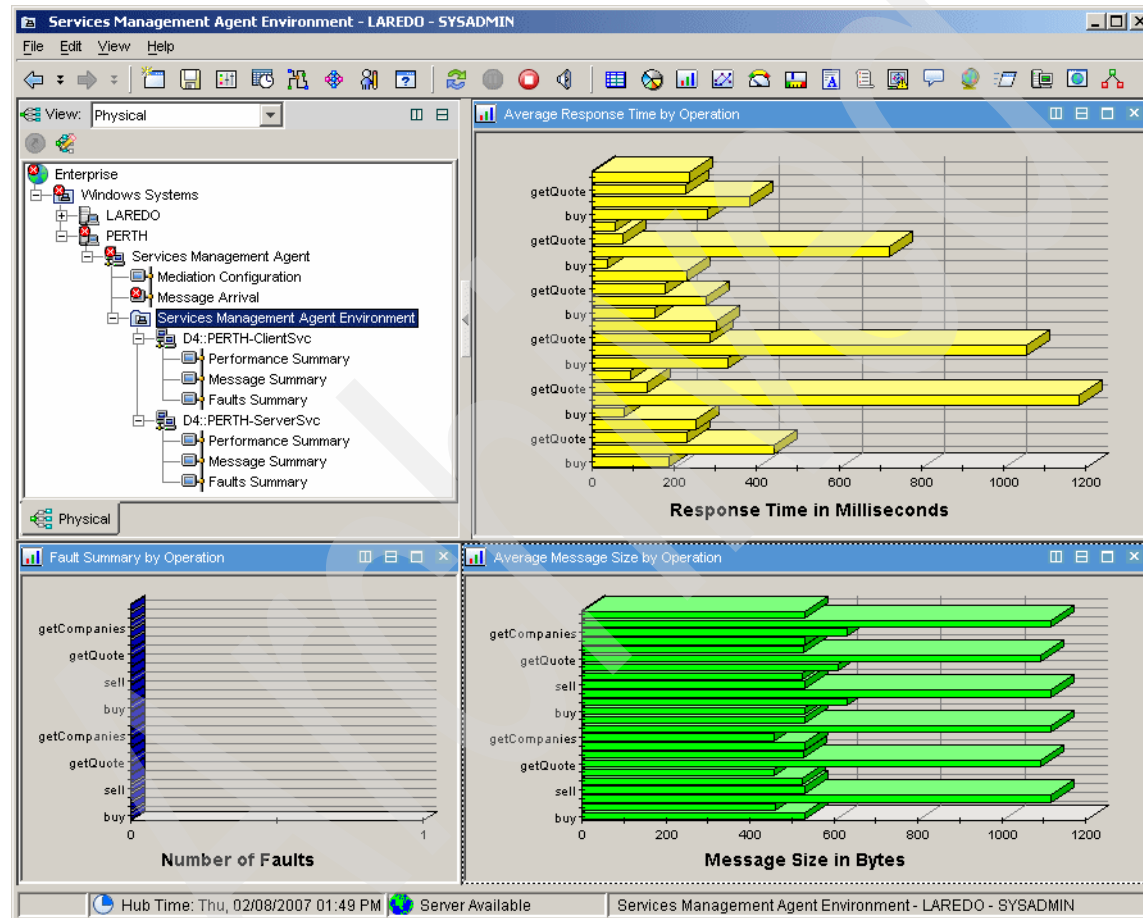 Services Management Agent Environment - LAREDO - SYSADMIN
File Edit View Help
View: Physical
Enterprise
Windows Systems
LAREDO
PERTH
Services Management Agent
Mediation Configuration
Message Arrival
Services Management Agent Environment
D4::PERTH-ClientSvc
Performance Summary
Message Summary
Faults Summary
D4::PERTH-ServerSvc
Performance Summary
Message Summary
Faults Summary
Physical
Average Response Time by Operation
getQuote
buy
getQuote
buy
getQuote
buy
getQuote
buy
getQuote
buy
getQuote
buy
0 200 400 600 800 1000 1200
Response Time in Milliseconds
Fault Summary by Operation
getCompanies
getQuote
sell
buy
getCompanies
getQuote
sell
buy
0 1
Number of Faults
Average Message Size by Operation
getCompanies
getQuote
sell
buy
getCompanies
getQuote
sell
buy
0 200 400 600 800 1000 1200
Message Size in Bytes
Hub Time: Thu, 02/08/2007 01:49 PM
Server Available
Services Management Agent Environment - LAREDO - SYSADMIN